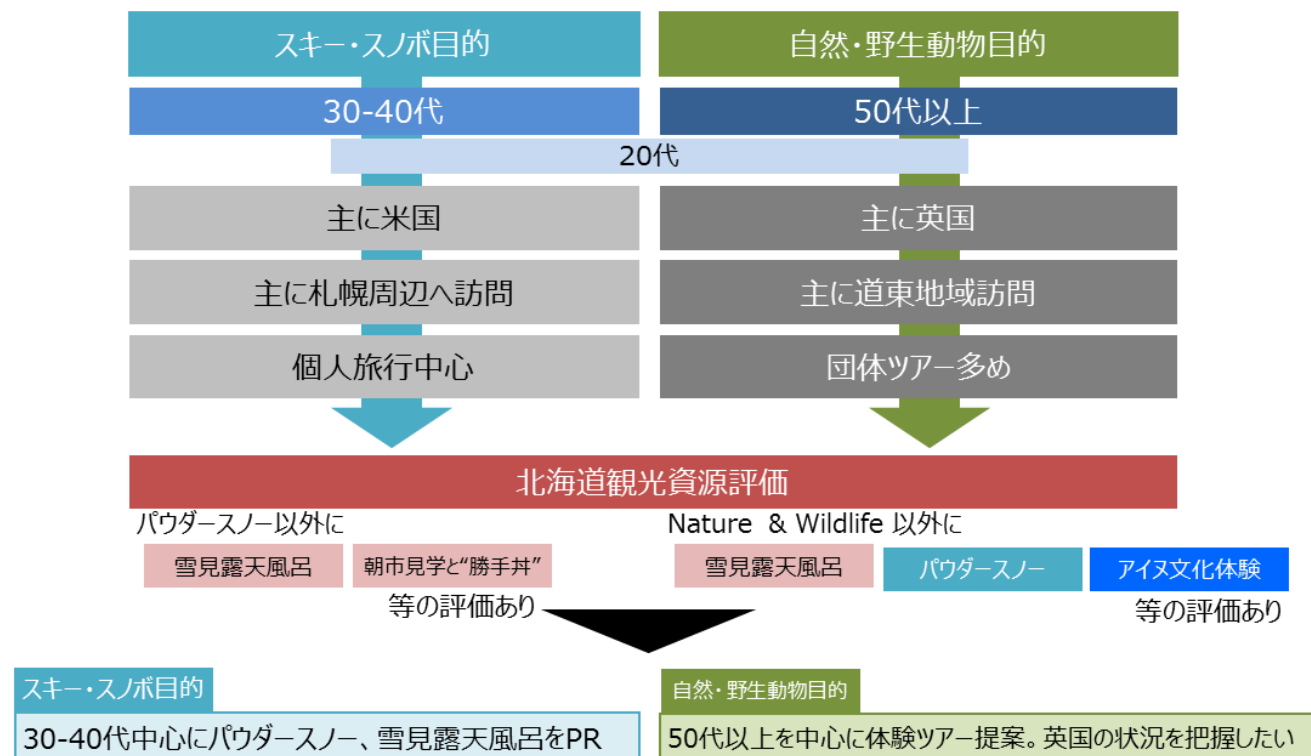 スキー・スノボ目的
自然・野生動物目的
30-40代
50代以上
20代
主に米国
主に英国
主に札幌周辺へ訪問
主に道東地域訪問
個人旅行中心
団体ツアー多め
北海道観光資源評価
パウダースノー以外に
Nature & Wildlife 以外に
雪見露天風呂
朝市見学と“勝手丼”
雪見露天風呂
パウダースノー
アイヌ文化体験
等の評価あり
等の評価あり
スキー・スノボ目的
自然・野生動物目的
30-40代中心にパウダースノー、雪見露天風呂をPR
50代以上を中心に体験ツアー提案。英国の状況を把握したい